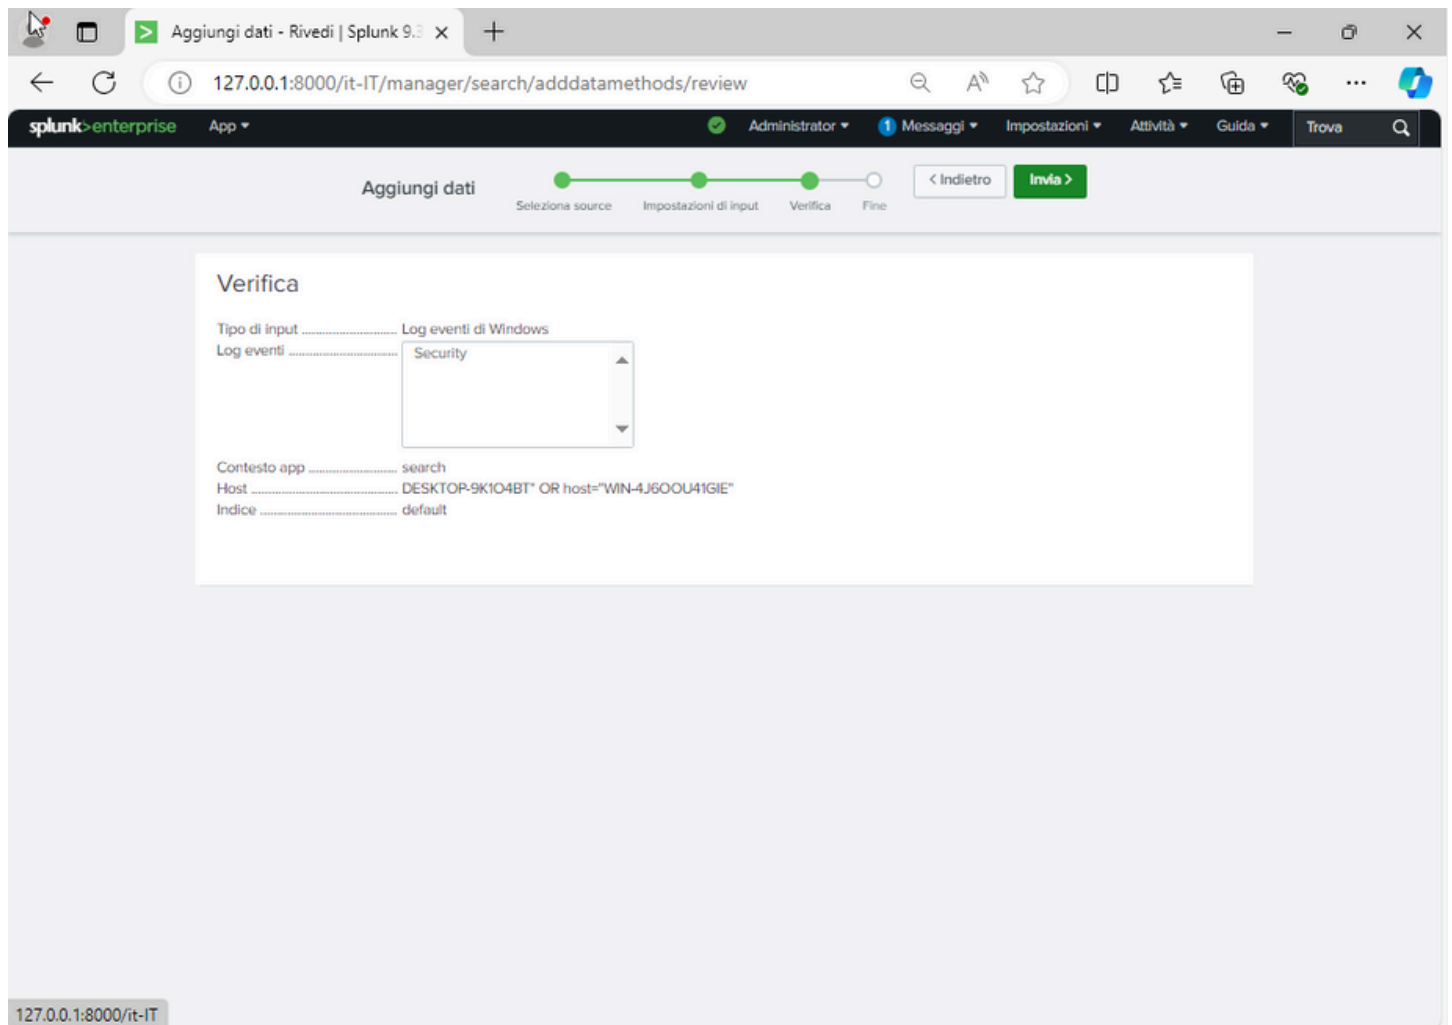 Aggiungi dati - Rivedi | Splunk 9.3
127.0.0.1:8000/it-IT/manager/search/adddatamethods/review
splunk>enterprise App Administrator 1 Messaggi Impostazioni Attività Guida Trova
Aggiungi dati
Seleziona source Impostazioni di input Verifica Fine
< Indietro Invia >
Verifica
Tipo di input Log eventi di Windows
Log eventi Security
Contesto app search
Host DESKTOP-9K1O4BT" OR host="WIN-4J6OOU41GIE"
Indice default
127.0.0.1:8000/it-IT